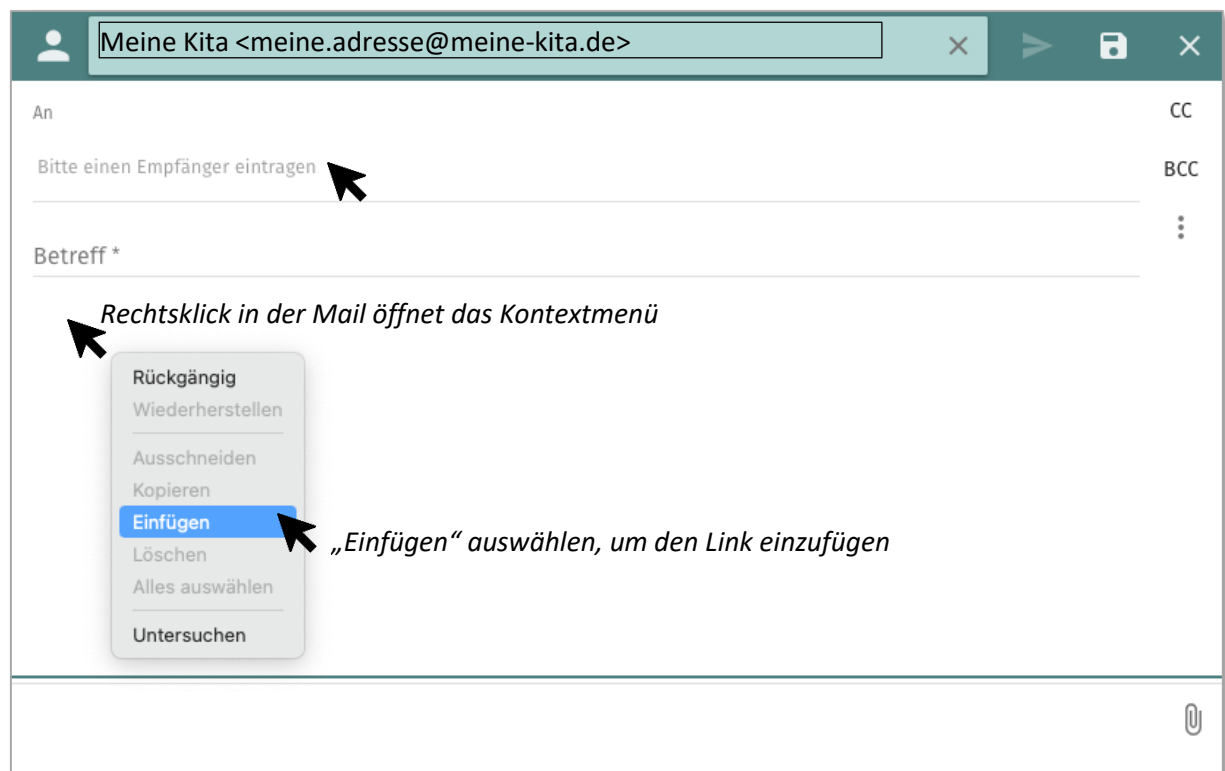 Meine Kita <meine.adresse@meine-kita.de>
An
CC
Bitte einen Empfänger eintragen
BCC
Betreff *
Rechtsklick in der Mail öffnet das Kontextmenü
Rückgängig
Wiederherstellen
Ausschneiden
Kopieren
Einfügen
„Einfügen“ auswählen, um den Link einzufügen
Löschen
Alles auswählen
Untersuchen